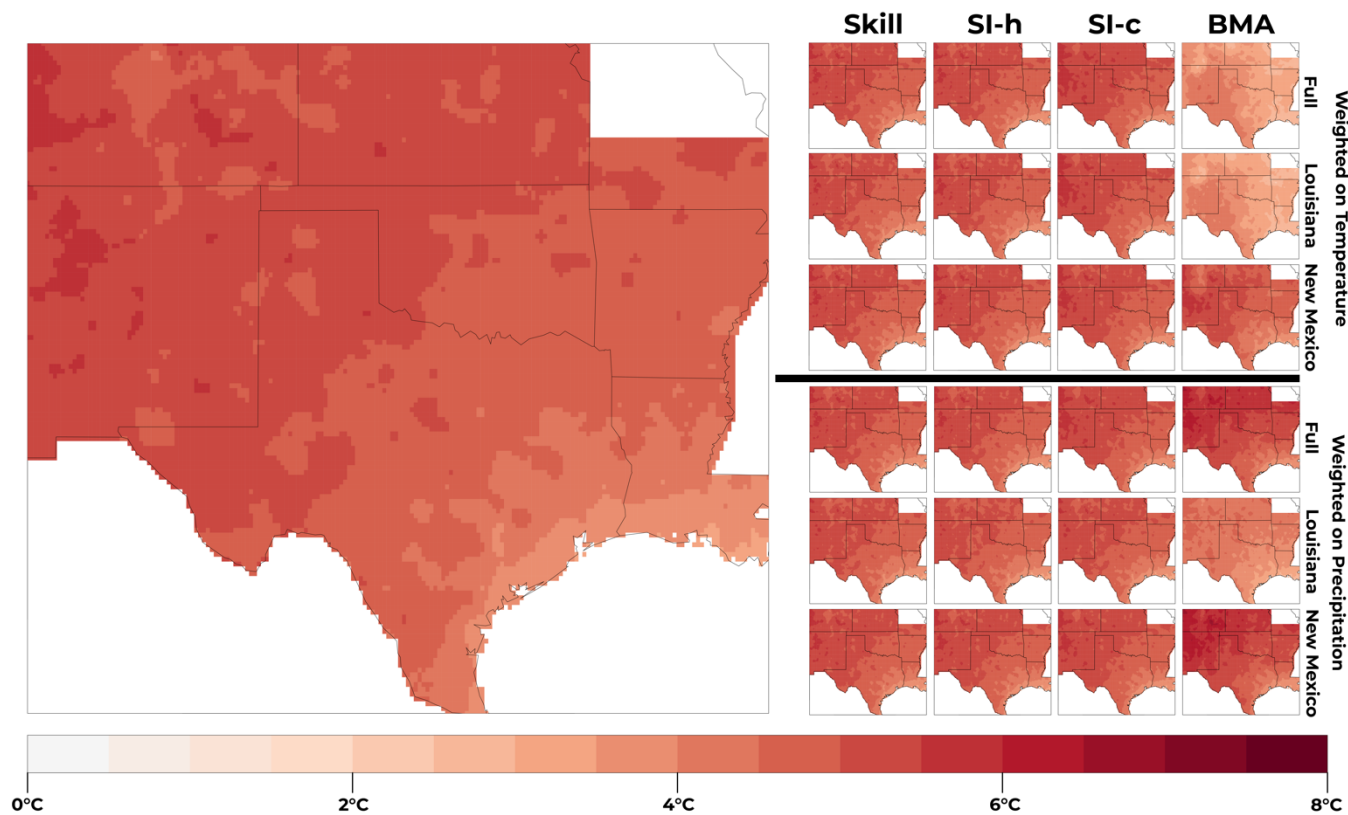 Skill SI-h SI-c BMA
Full
Louisiana
New Mexico
Weighted on Temperature
Full
Louisiana
New Mexico
Weighted on Precipitation
0°C 2°C 4°C 6°C 8°C